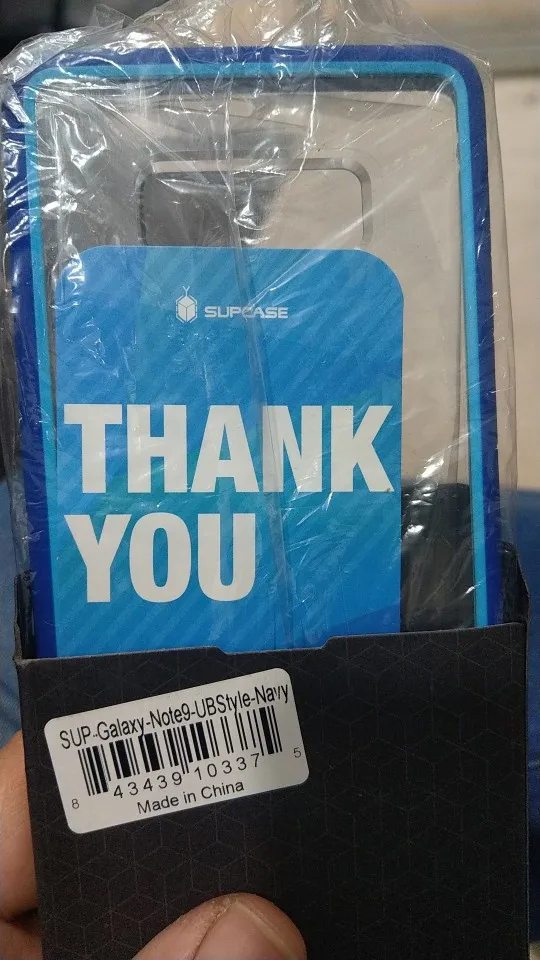 SUPCASE
THANK
YOU
SUP-Galaxy-Note9-UBStyle-Navy
8 43439 10337 5
Made in China